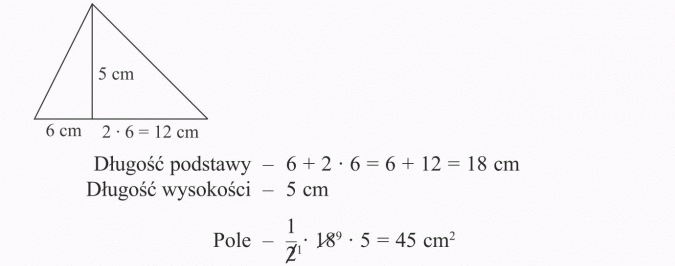 5 cm
6 cm 2 · 6 = 12 cm
Długość podstawy – 6 + 2 · 6 = 6 + 12 = 18 cm
Długość wysokości – 5 cm
Pole – 1/2¹ · 18⁹ · 5 = 45 cm²